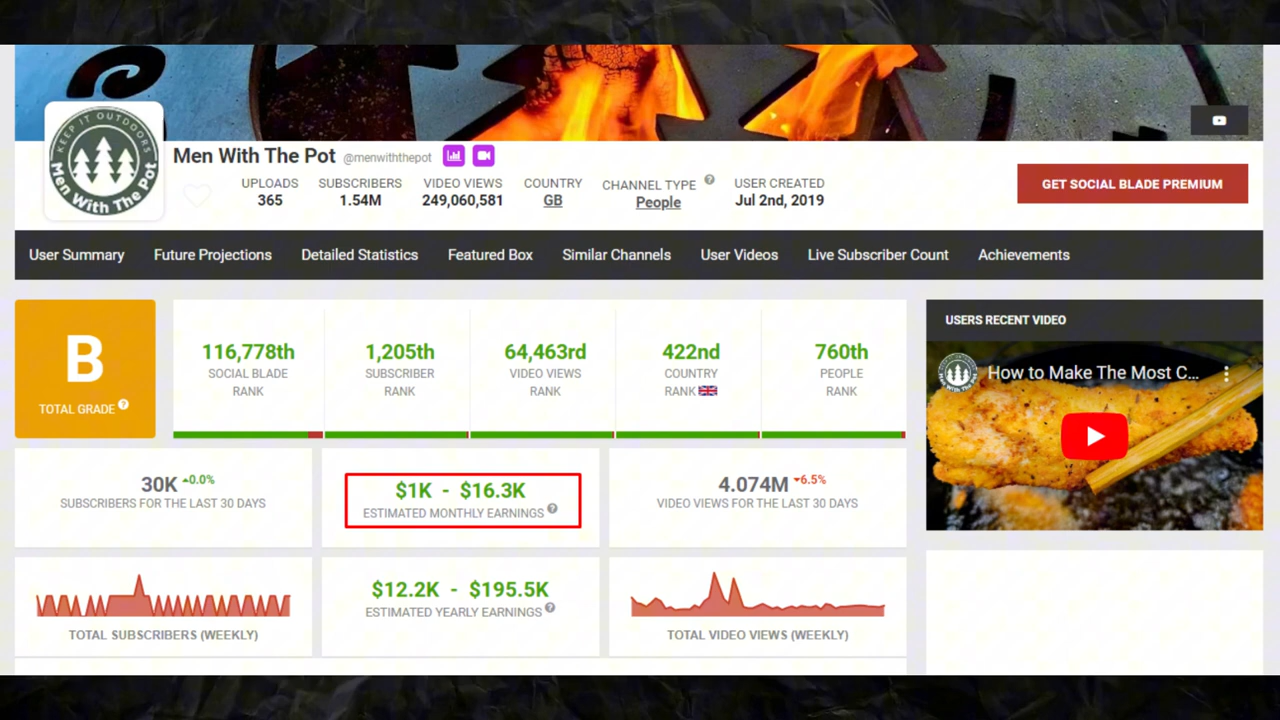 KEEP IT OUTDOORS
Men With The Pot
Men With The Pot @menwiththepot
UPLOADS
365
SUBSCRIBERS
1.54M
VIDEO VIEWS
249,060,581
COUNTRY
GB
CHANNEL TYPE ?
People
USER CREATED
Jul 2nd, 2019
GET SOCIAL BLADE PREMIUM
User Summary Future Projections Detailed Statistics Featured Box Similar Channels User Videos Live Subscriber Count Achievements
B
TOTAL GRADE ?
116,778th
SOCIAL BLADE
RANK
1,205th
SUBSCRIBER
RANK
64,463rd
VIDEO VIEWS
RANK
422nd
COUNTRY
RANK
760th
PEOPLE
RANK
USERS RECENT VIDEO
Men With The Pot
How to Make The Most C...
30K 0.0%
SUBSCRIBERS FOR THE LAST 30 DAYS
$1K - $16.3K
ESTIMATED MONTHLY EARNINGS ?
4.074M 6.5%
VIDEO VIEWS FOR THE LAST 30 DAYS
TOTAL SUBSCRIBERS (WEEKLY)
$12.2K - $195.5K
ESTIMATED YEARLY EARNINGS ?
TOTAL VIDEO VIEWS (WEEKLY)